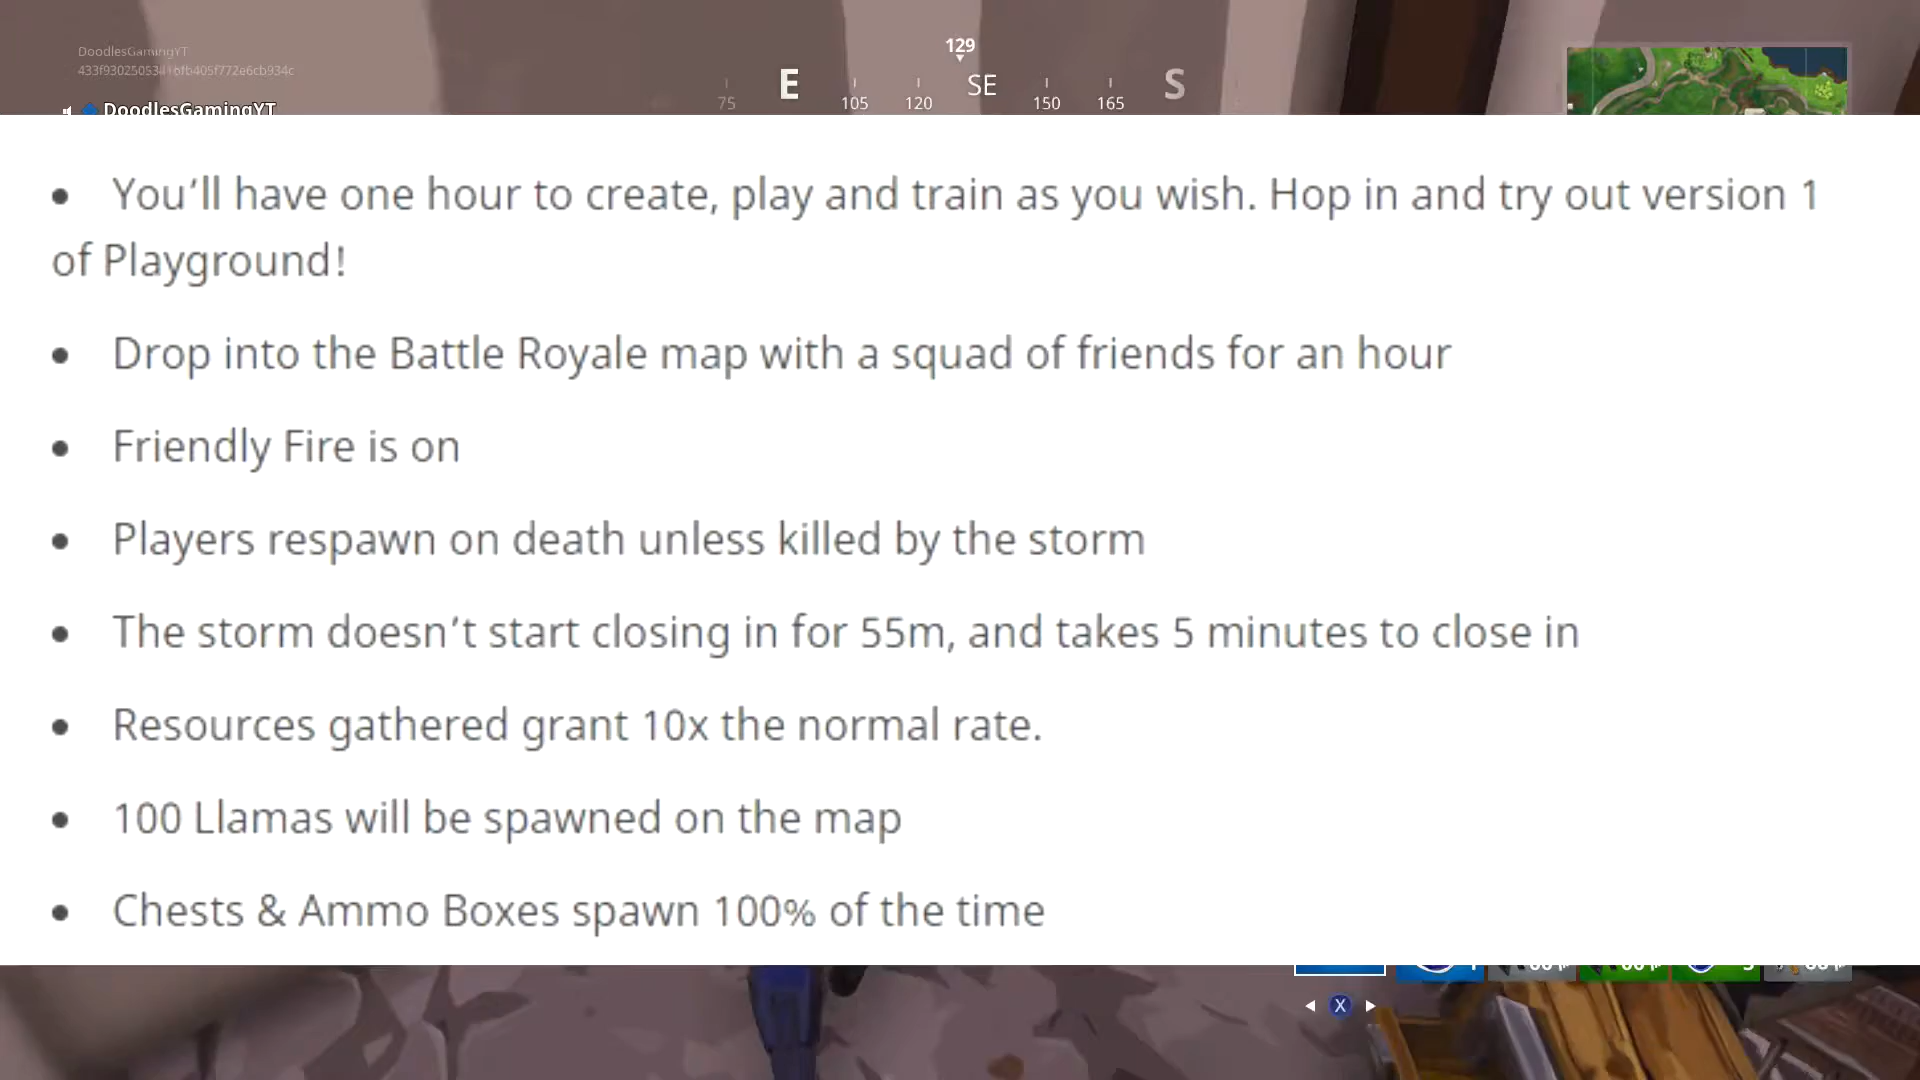 DoodlesGamingYT
129
E
SE
S
75
105
120
150
165
DoodlesGamingYT
• You’ll have one hour to create, play and train as you wish. Hop in and try out version 1
of Playground!
• Drop into the Battle Royale map with a squad of friends for an hour
• Friendly Fire is on
• Players respawn on death unless killed by the storm
• The storm doesn’t start closing in for 55m, and takes 5 minutes to close in
• Resources gathered grant 10x the normal rate.
• 100 Llamas will be spawned on the map
• Chests & Ammo Boxes spawn 100% of the time
X